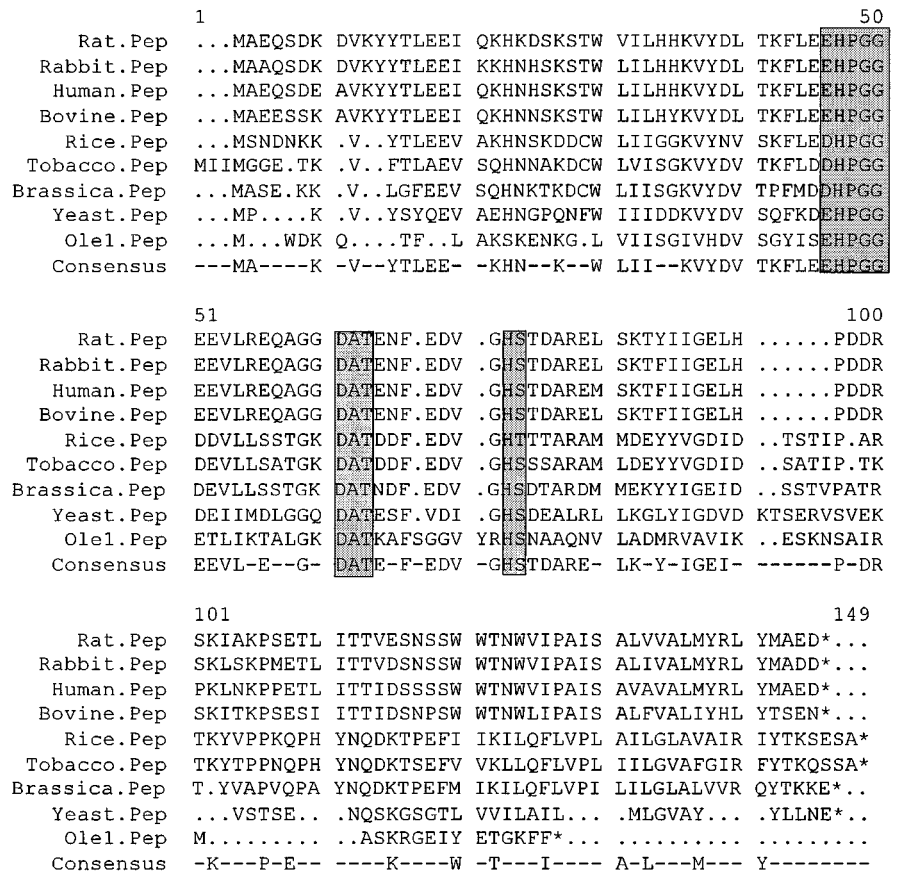 1 50
Rat.Pep ...MAEQSDK DVKYYTLEEI QKHKDSKSTW VILHHKVYDL TKFLEEHPGG
Rabbit.Pep ...MAAQSDK DVKYYTLEEI KKHNHSKSTW LILHHKVYDL TKFLEEHPGG
Human.Pep ...MAEQSDE AVKYYTLEEI QKHNHSKSTW LILHHKVYDL TKFLEEHPGG
Bovine.Pep ...MAEESSK AVKYYTLEEI QKHNNSKSTW LILHYKVYDL TKFLEEHPGG
Rice.Pep ...MSNDNKK .V..YTLEEV AKHNSKDDCW LIIGGKVYNV SKFLEDHPGG
Tobacco.Pep MIIMGGE.TK .V..FTLAEV SQHNNAKDCW LVISGKVYDV TKFLDDHPGG
Brassica.Pep ...MASE.KK .V..LGFEEV SQHNKTKDCW LIISGKVYDV TPFMDDHPGG
Yeast.Pep ...MP....K .V..YSYQEV AEHNGPQNFW IIIDDKVYDV SQFKDEHPGG
Ole1.Pep ...M...WDK Q....TF..L AKSKENKG.L VIISGIVHDV SGYISEHPGG
Consensus ---MA----K -V--YTLEE- -KHN--K--W LII--KVYDV TKFLEEHPGG
51 100
Rat.Pep EEVLREQAGG DATENF.EDV .GHSTDAREL SKTYIIGELH ......PDDR
Rabbit.Pep EEVLREQAGG DATENF.EDV .GHSTDAREL SKTFIIGELH ......PDDR
Human.Pep EEVLREQAGG DATENF.EDV .GHSTDAREM SKTFIIGELH ......PDDR
Bovine.Pep EEVLREQAGG DATENF.EDV .GHSTDAREL SKTFIIGELH ......PDDR
Rice.Pep DDVLLSSTGK DATDDF.EDV .GHTTTARAM MDEYYVGDID ..TSTIP.AR
Tobacco.Pep DEVLLSATGK DATDDF.EDV .GHSSSARAM LDEYYVGDID ..SATIP.TK
Brassica.Pep DEVLLSSTGK DATNDF.EDV .GHSDTARDM MEKYYIGEID ..SSTVPATR
Yeast.Pep DEIIMDLGGQ DATESF.VDI .GHSDEALRL LKGLYIGDVD KTSERVSVEK
Ole1.Pep ETLIKTALGK DATKAFSGGV YRHSNAAQNV LADMRVAVIK ..ESKNSAIR
Consensus EEVL-E--G- DATE-F-EDV -GHSTDARE- LK-Y-IGEI- ------P-DR
101 149
Rat.Pep SKIAKPSETL ITTVESNSSW WTNWVIPAIS ALVVALMYRL YMAED*...
Rabbit.Pep SKLSKPMETL ITTVDSNSSW WTNWVIPAIS ALIVALMYRL YMADD*...
Human.Pep PKLNKPPETL ITTIDSSSSW WTNWVIPAIS AVAVALMYRL YMAED*...
Bovine.Pep SKITKPSESI ITTIDSNPSW WTNWLIPAIS ALFVALIYHL YTSEN*...
Rice.Pep TKYVPPKQPH YNQDKTPEFI IKILQFLVPL AILGLAVAIR IYTKSESA*
Tobacco.Pep TKYTPPNQPH YNQDKTSEFV VKLLQFLVPL IILGVAFGIR FYTKQSSA*
Brassica.Pep T.YVAPVQPA YNQDKTPEFM IKILQFLVPI LILGLALVVR QYTKKE*..
Yeast.Pep ...VSTSE.. .NQSKGSGTL VVILAIL... .MLGVAY... .YLLNE*..
Ole1.Pep M......... ..ASKRGEIY ETGKFF*... .......... .........
Consensus -K---P-E-- ----K----W -T---I---- A-L---M--- Y--------